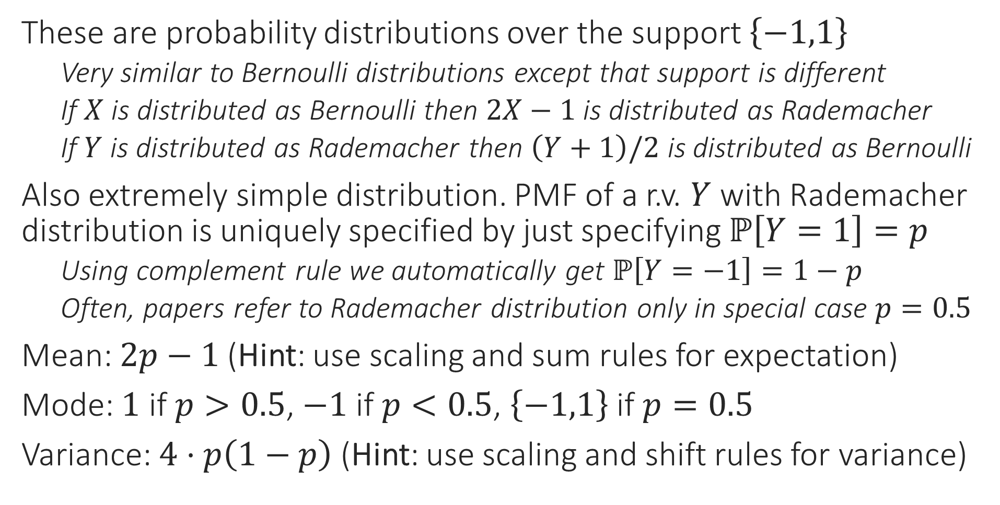 These are probability distributions over the support {−1,1}
Very similar to Bernoulli distributions except that support is different
If X is distributed as Bernoulli then 2X − 1 is distributed as Rademacher
If Y is distributed as Rademacher then (Y + 1)/2 is distributed as Bernoulli
Also extremely simple distribution. PMF of a r.v. Y with Rademacher
distribution is uniquely specified by just specifying ℙ[Y = 1] = p
Using complement rule we automatically get ℙ[Y = −1] = 1 − p
Often, papers refer to Rademacher distribution only in special case p = 0.5
Mean: 2p − 1 (Hint: use scaling and sum rules for expectation)
Mode: 1 if p > 0.5, −1 if p < 0.5, {−1,1} if p = 0.5
Variance: 4 · p(1 − p) (Hint: use scaling and shift rules for variance)